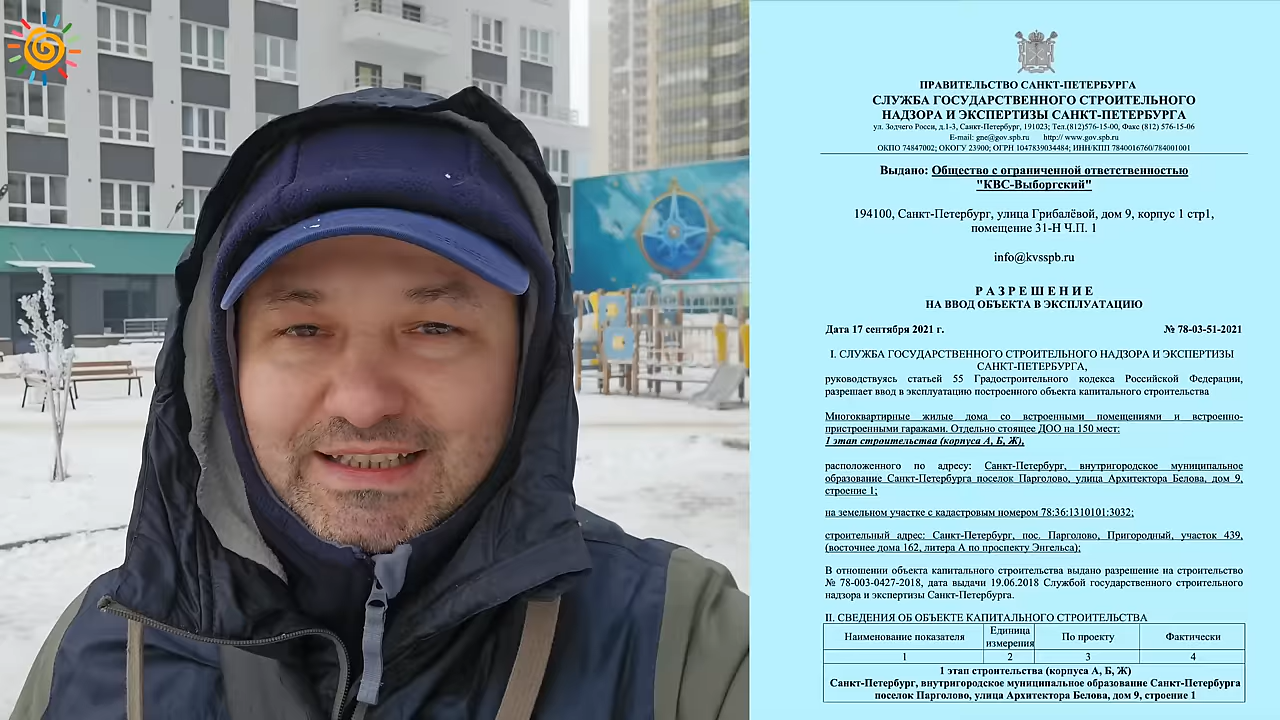 ПРАВИТЕЛЬСТВО САНКТ-ПЕТЕРБУРГА
СЛУЖБА ГОСУДАРСТВЕННОГО СТРОИТЕЛЬНОГО
НАДЗОРА И ЭКСПЕРТИЗЫ САНКТ-ПЕТЕРБУРГА
ул. Зодчего Росси, д.1-3, Санкт-Петербург, 191023; Тел.(812)576-15-00, Факс (812) 576-15-06
E-mail: gne@gov.spb.ru http:// www.gov.spb.ru
ОКПО 74847002; ОКОГУ 23900; ОГРН 1047839034484; ИНН/КПП 7840016760/784001001
Выдано: Общество с ограниченной ответственностью
"КВС-Выборгский"
194100, Санкт-Петербург, улица Грибалёвой, дом 9, корпус 1 стр1,
помещение 31-Н Ч.П. 1
info@kvsspb.ru
Р А З Р Е Ш Е Н И Е
НА ВВОД ОБЪЕКТА В ЭКСПЛУАТАЦИЮ
Дата 17 сентября 2021 г. № 78-03-51-2021
I. СЛУЖБА ГОСУДАРСТВЕННОГО СТРОИТЕЛЬНОГО НАДЗОРА И ЭКСПЕРТИЗЫ
САНКТ-ПЕТЕРБУРГА,
руководствуясь статьей 55 Градостроительного кодекса Российской Федерации,
разрешает ввод в эксплуатацию построенного объекта капитального строительства
Многоквартирные жилые дома со встроенными помещениями и встроенно-
пристроенными гаражами. Отдельно стоящее ДОО на 150 мест:
1 этап строительства (корпуса А, Б, Ж),
расположенного по адресу: Санкт-Петербург, внутригородское муниципальное
образование Санкт-Петербурга поселок Парголово, улица Архитектора Белова, дом 9,
строение 1;
на земельном участке с кадастровым номером 78:36:1310101:3032;
строительный адрес: Санкт-Петербург, пос. Парголово, Пригородный, участок 439,
(восточнее дома 162, литера А по проспекту Энгельса);
В отношении объекта капитального строительства выдано разрешение на строительство
№ 78-003-0427-2018, дата выдачи 19.06.2018 Службой государственного строительного
надзора и экспертизы Санкт-Петербурга.
II. СВЕДЕНИЯ ОБ ОБЪЕКТЕ КАПИТАЛЬНОГО СТРОИТЕЛЬСТВА
Наименование показателя Единица измерения По проекту Фактически
1 2 3 4
1 этап строительства (корпуса А, Б, Ж)
Санкт-Петербург, внутригородское муниципальное образование Санкт-Петербурга
поселок Парголово, улица Архитектора Белова, дом 9, строение 1